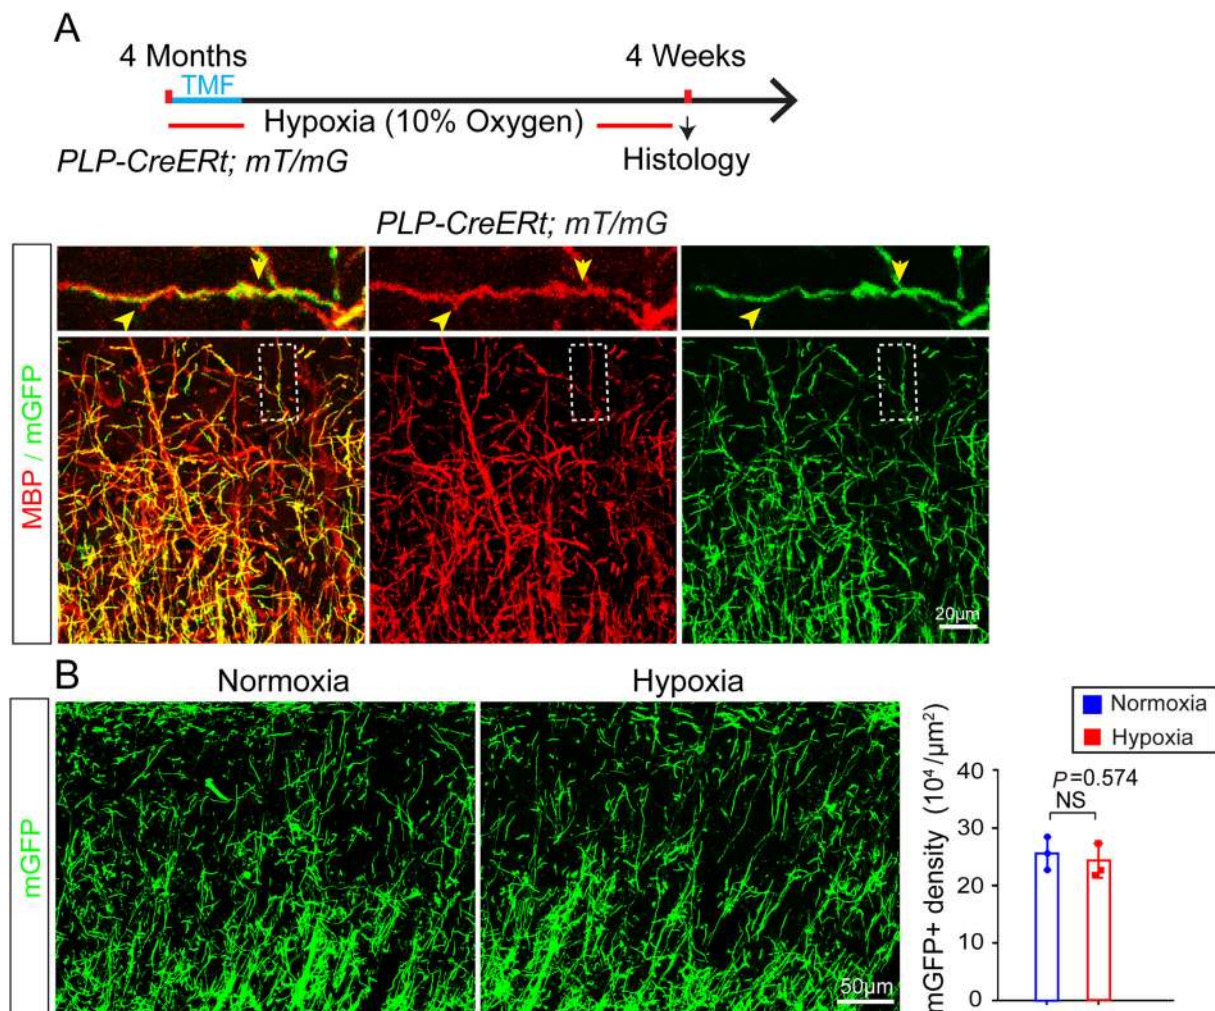 A
4 Months
4 Weeks
TMF
Hypoxia (10% Oxygen)
PLP-CreERt; mT/mG
Histology
PLP-CreERt; mT/mG
MBP / mGFP
20µm
B
Normoxia
Hypoxia
mGFP
50µm
Normoxia
Hypoxia
mGFP+ density (10⁴ /µm²)
40
30
20
10
0
P=0.574
NS